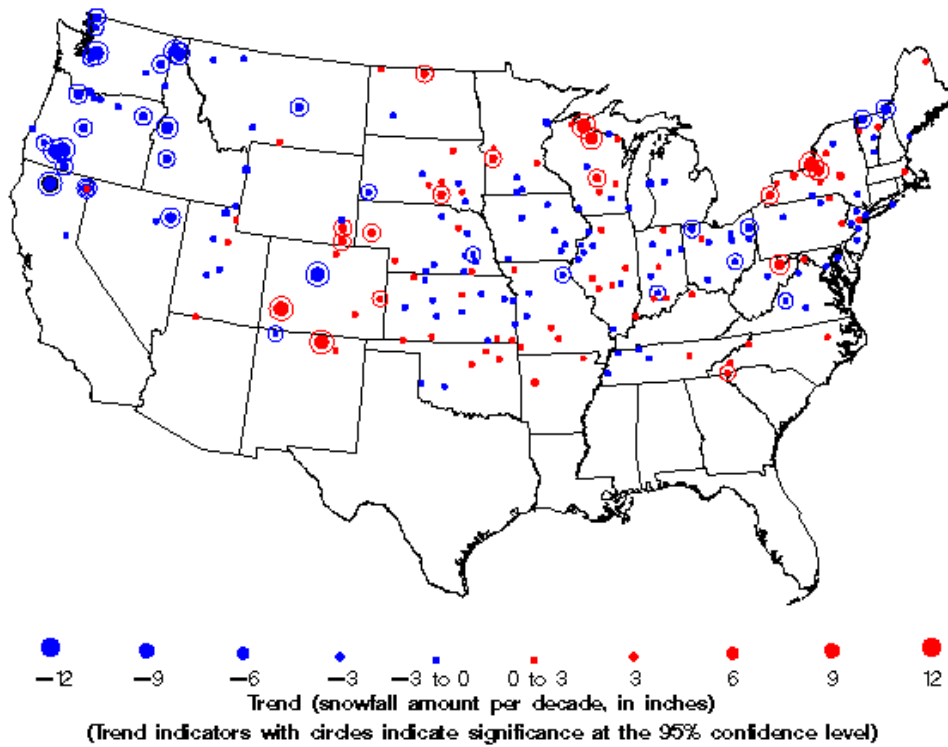 −12 −9 −6 −3 −3 to 0 0 to 3 3 6 9 12
Trend (snowfall amount per decade, in inches)
(Trend indicators with circles indicate significance at the 95% confidence level)